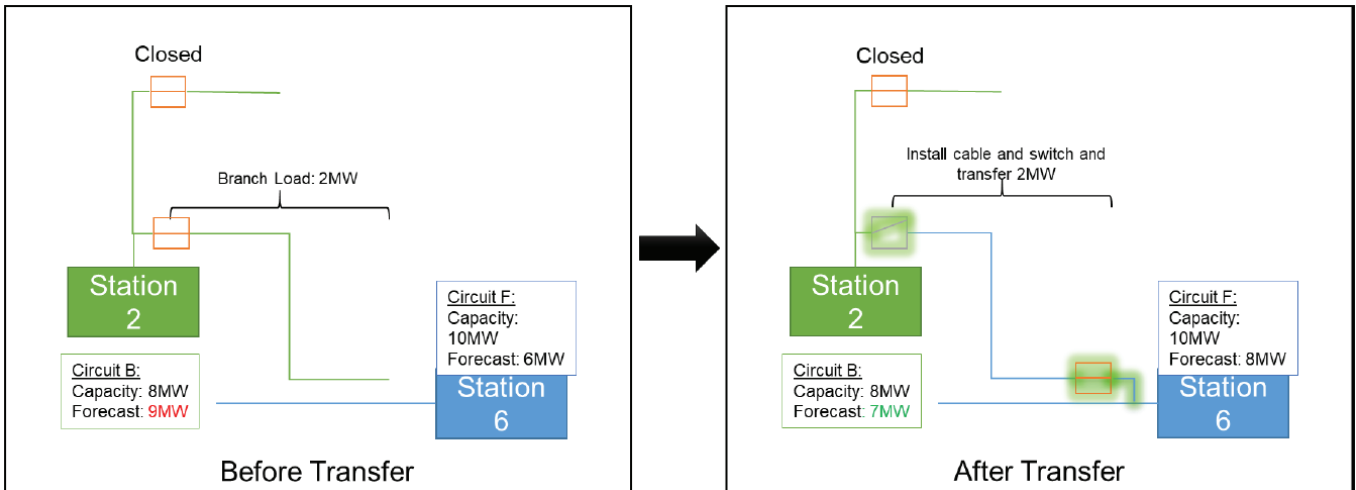 Closed
Branch Load: 2MW
Station
2
Circuit B:
Capacity: 8MW
Forecast: 9MW
Circuit F:
Capacity:
10MW
Forecast: 6MW
Station
6
Before Transfer
Closed
Install cable and switch and
transfer 2MW
Station
2
Circuit B:
Capacity: 8MW
Forecast: 7MW
Circuit F:
Capacity:
10MW
Forecast: 8MW
Station
6
After Transfer